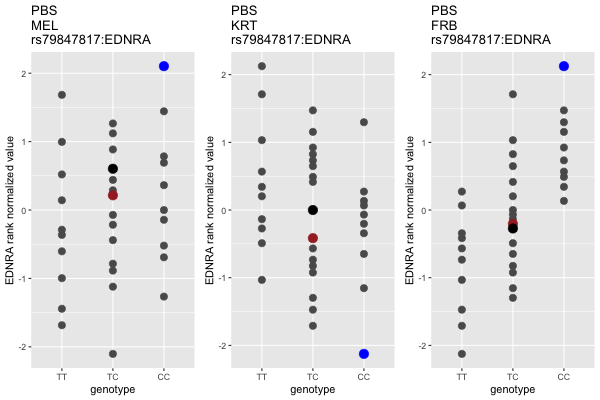 PBS
MEL
rs79847817:EDNRA
EDNRA rank normalized value
2
1
0
-1
-2
TT TC CC
genotype
PBS
KRT
rs79847817:EDNRA
EDNRA rank normalized value
2
1
0
-1
-2
TT TC CC
genotype
PBS
FRB
rs79847817:EDNRA
EDNRA rank normalized value
2
1
0
-1
-2
TT TC CC
genotype